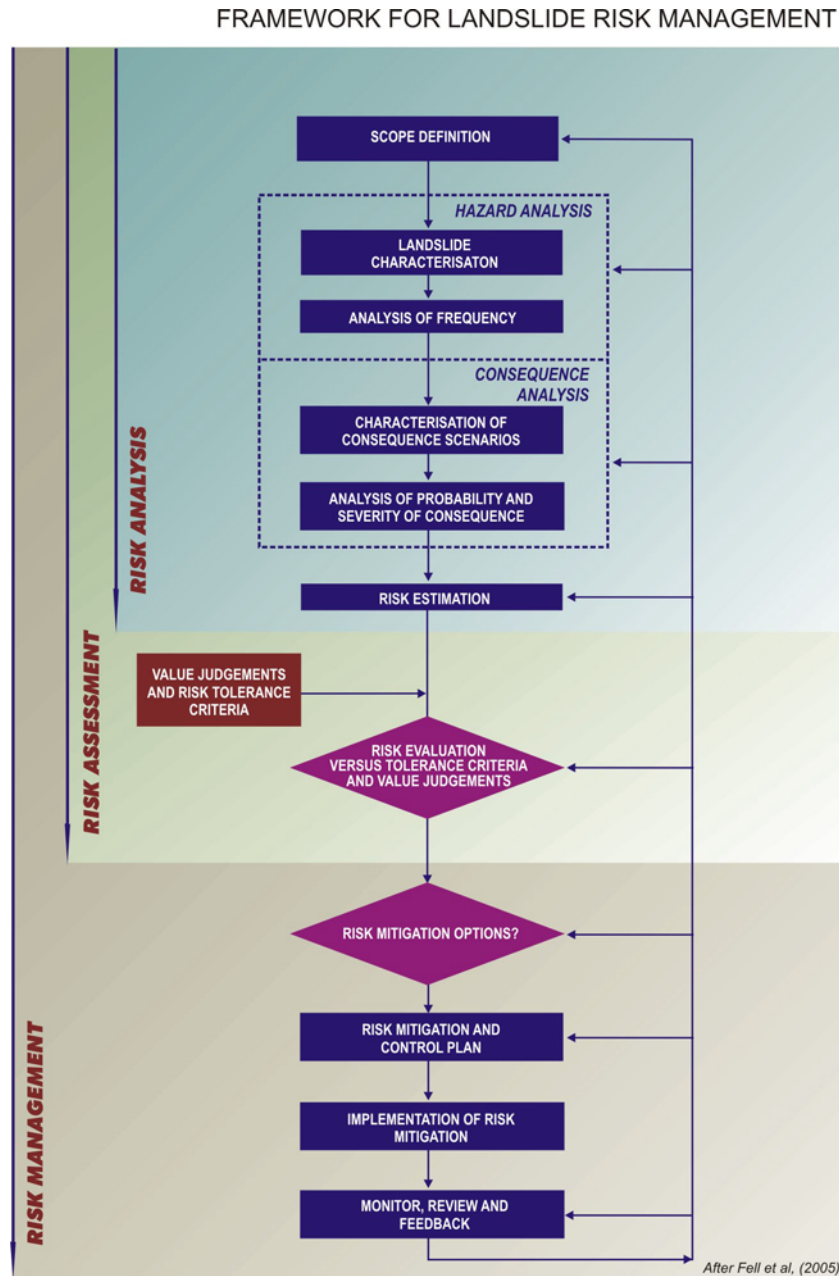 FRAMEWORK FOR LANDSLIDE RISK MANAGEMENT
SCOPE DEFINITION
HAZARD ANALYSIS
LANDSLIDE
CHARACTERISATON
ANALYSIS OF FREQUENCY
CONSEQUENCE
ANALYSIS
CHARACTERISATION OF
CONSEQUENCE SCENARIOS
ANALYSIS OF PROBABILITY AND
SEVERITY OF CONSEQUENCE
RISK ESTIMATION
RISK ANALYSIS
VALUE JUDGEMENTS
AND RISK TOLERANCE
CRITERIA
RISK EVALUATION
VERSUS TOLERANCE CRITERIA
AND VALUE JUDGEMENTS
RISK ASSESSMENT
RISK MITIGATION OPTIONS?
RISK MITIGATION AND
CONTROL PLAN
IMPLEMENTATION OF RISK
MITIGATION
MONITOR, REVIEW AND
FEEDBACK
RISK MANAGEMENT
After Fell et al, (2005)